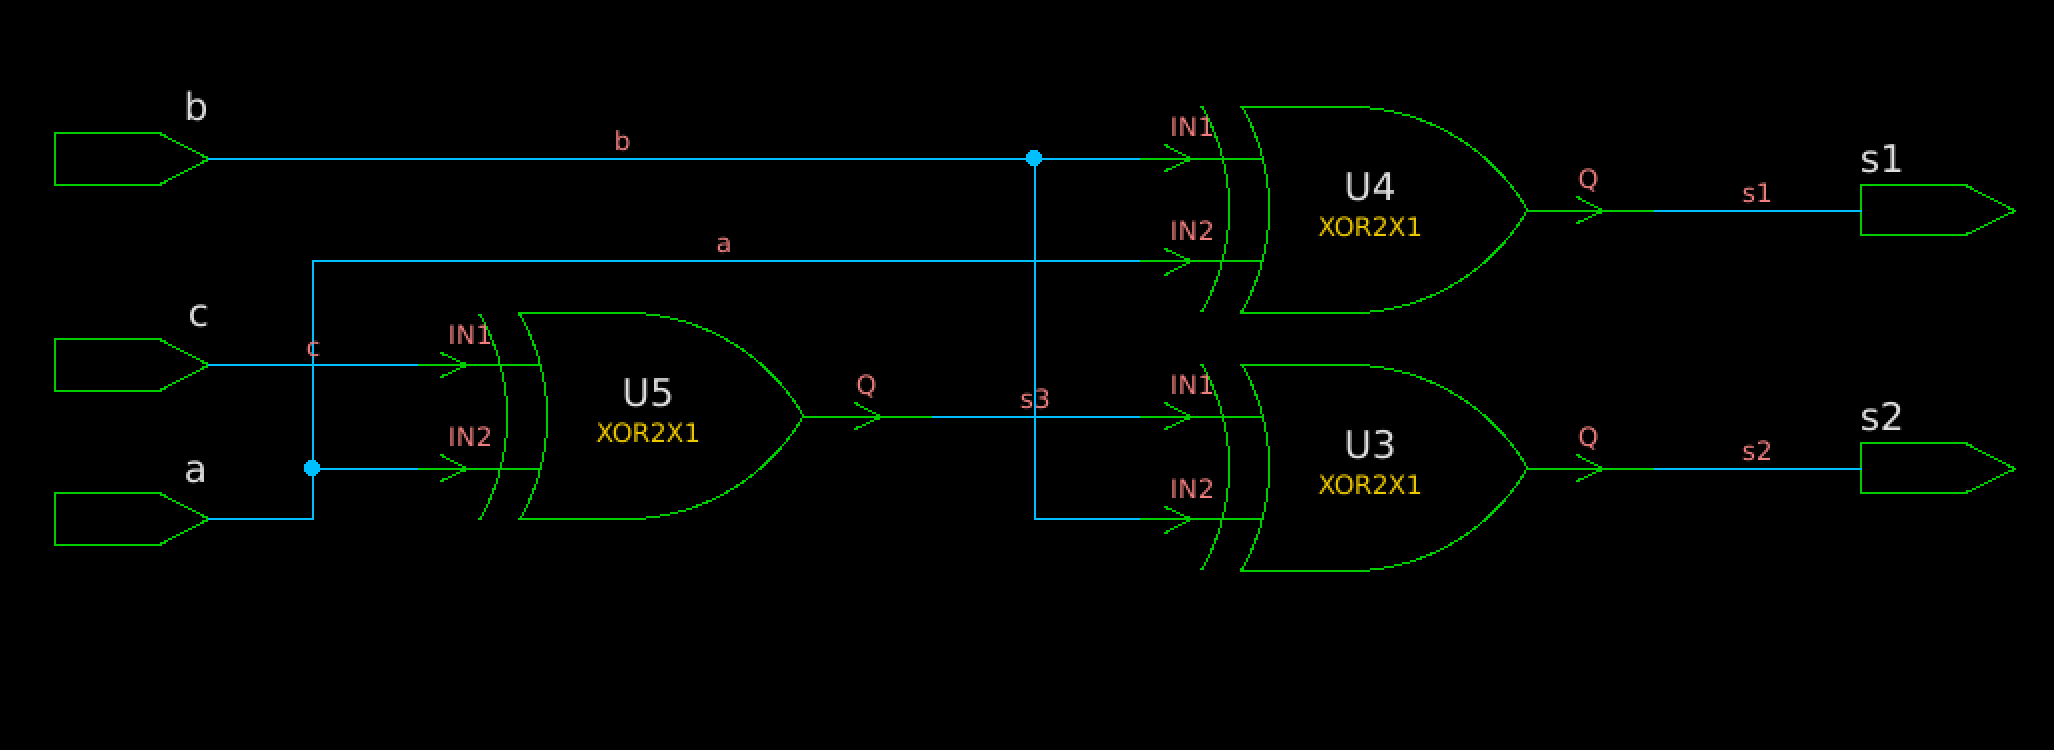 b
b
IN1
U4
XOR2X1
IN2
Q
s1
s1
a
c
c
IN1
U5
XOR2X1
IN2
Q
s3
IN1
U3
XOR2X1
IN2
Q
s2
s2
a